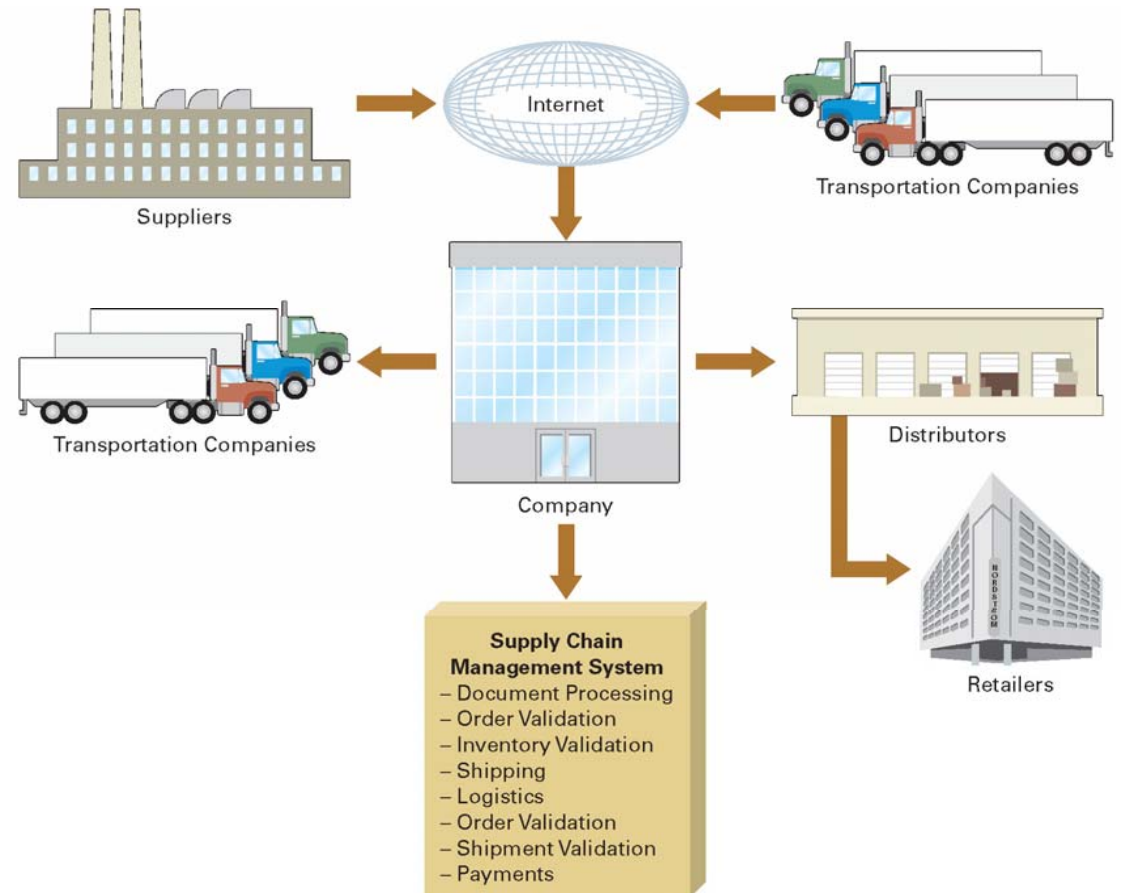 Internet
Suppliers
Transportation Companies
Transportation Companies
Company
Distributors
NORDSTROM
Retailers
Supply Chain
Management System
– Document Processing
– Order Validation
– Inventory Validation
– Shipping
– Logistics
– Order Validation
– Shipment Validation
– Payments